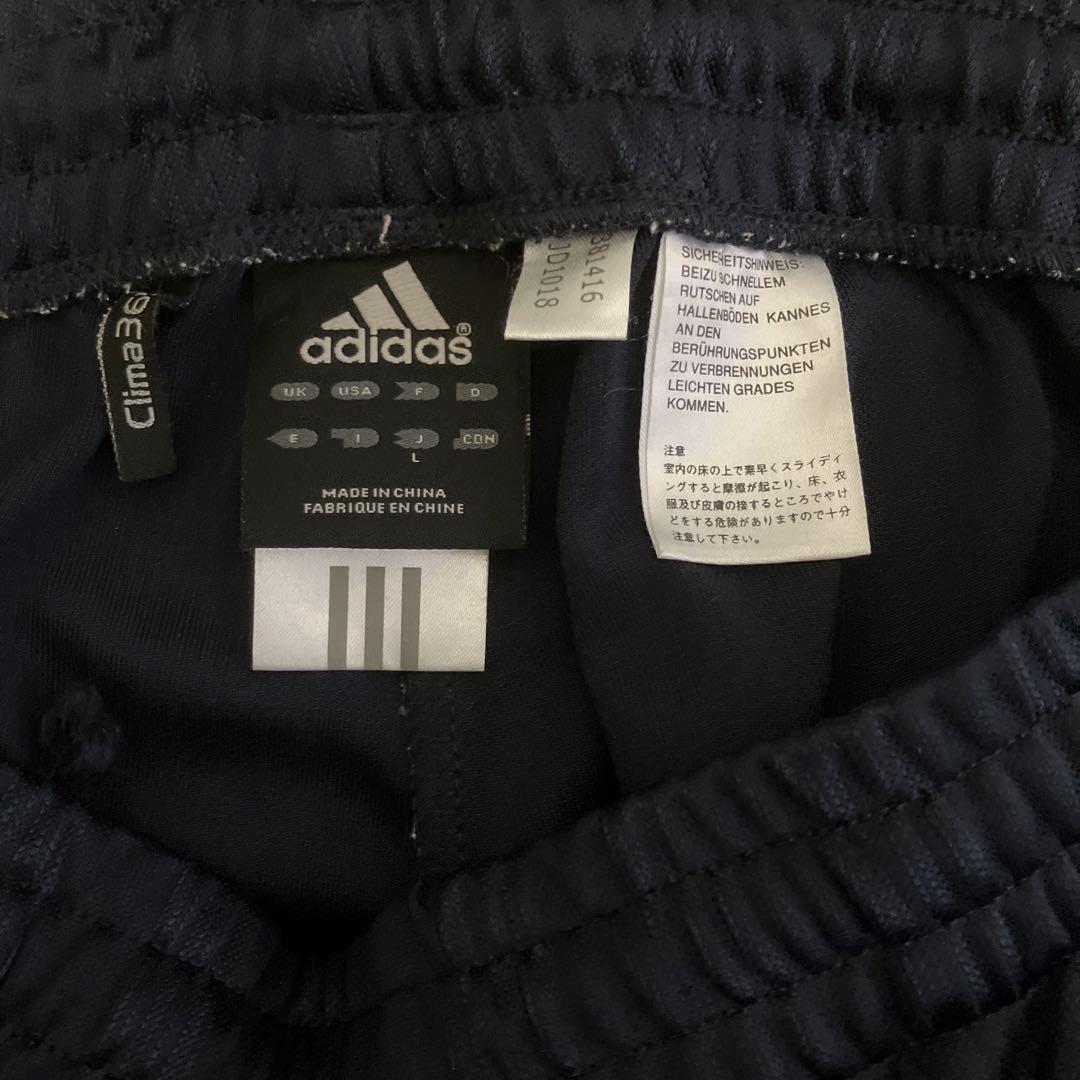 Clima365
adidas®
UK USA F D
E I J CDN
L
MADE IN CHINA
FABRIQUE EN CHINE
381416
JD1018
SICHERHEITSHINWEIS:
BEIZU SCHNELLEM
RUTSCHEN AUF
HALLENBÖDEN KANNES
AN DEN
BERÜHRUNGSPUNKTEN
ZU VERBRENNUNGEN
LEICHTEN GRADES
KOMMEN.
注意
室内の床の上で素早くスライディ
ングすると摩擦が起こり、床、衣
服及び皮膚の接するところでやけ
どをする危険がありますので十分
注意して下さい。